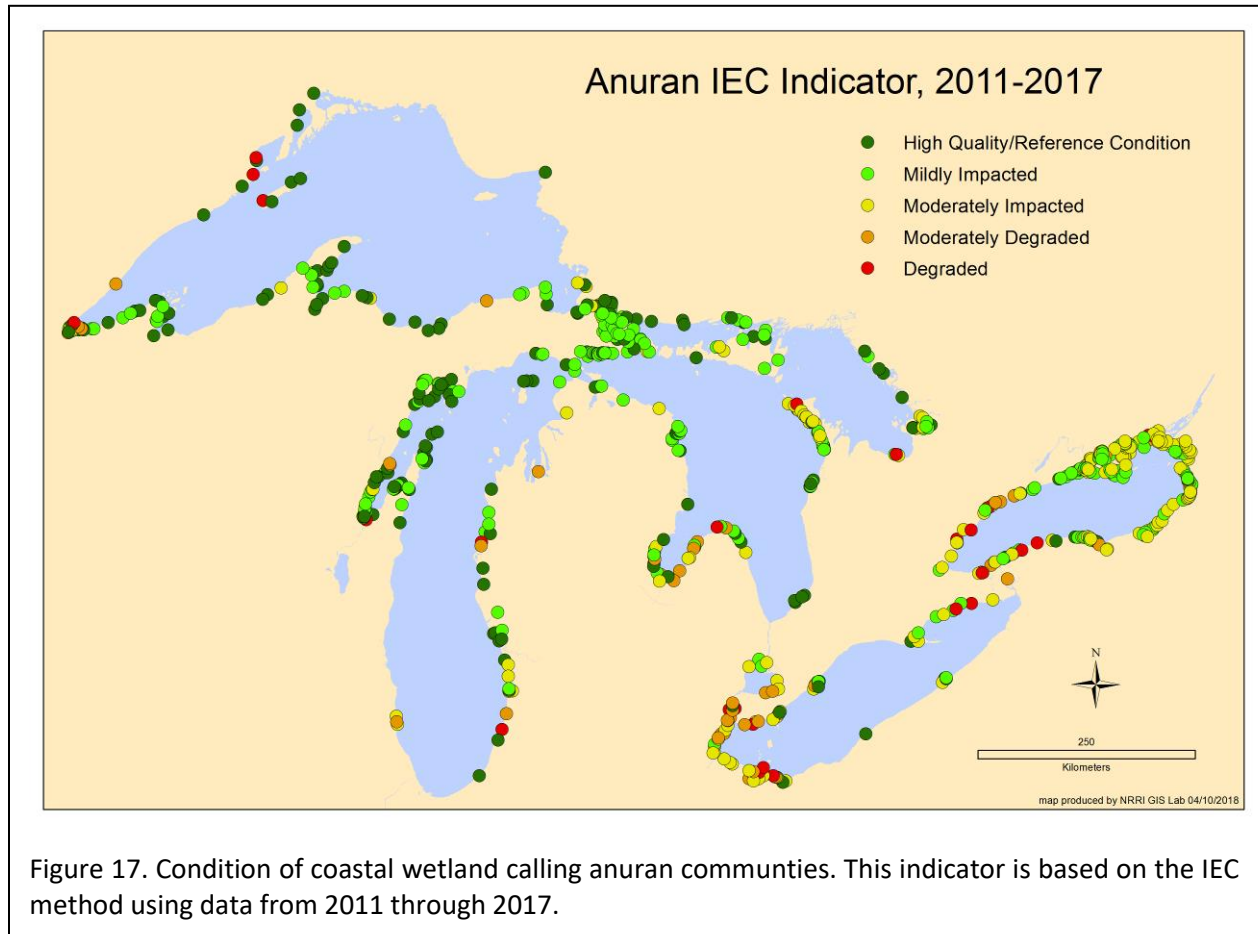 Anuran IEC Indicator, 2011-2017
High Quality/Reference Condition
Mildly Impacted
Moderately Impacted
Moderately Degraded
Degraded
N
250
Kilometers
map produced by NRRI GIS Lab 04/10/2018
Figure 17. Condition of coastal wetland calling anuran communties. This indicator is based on the IEC
method using data from 2011 through 2017.